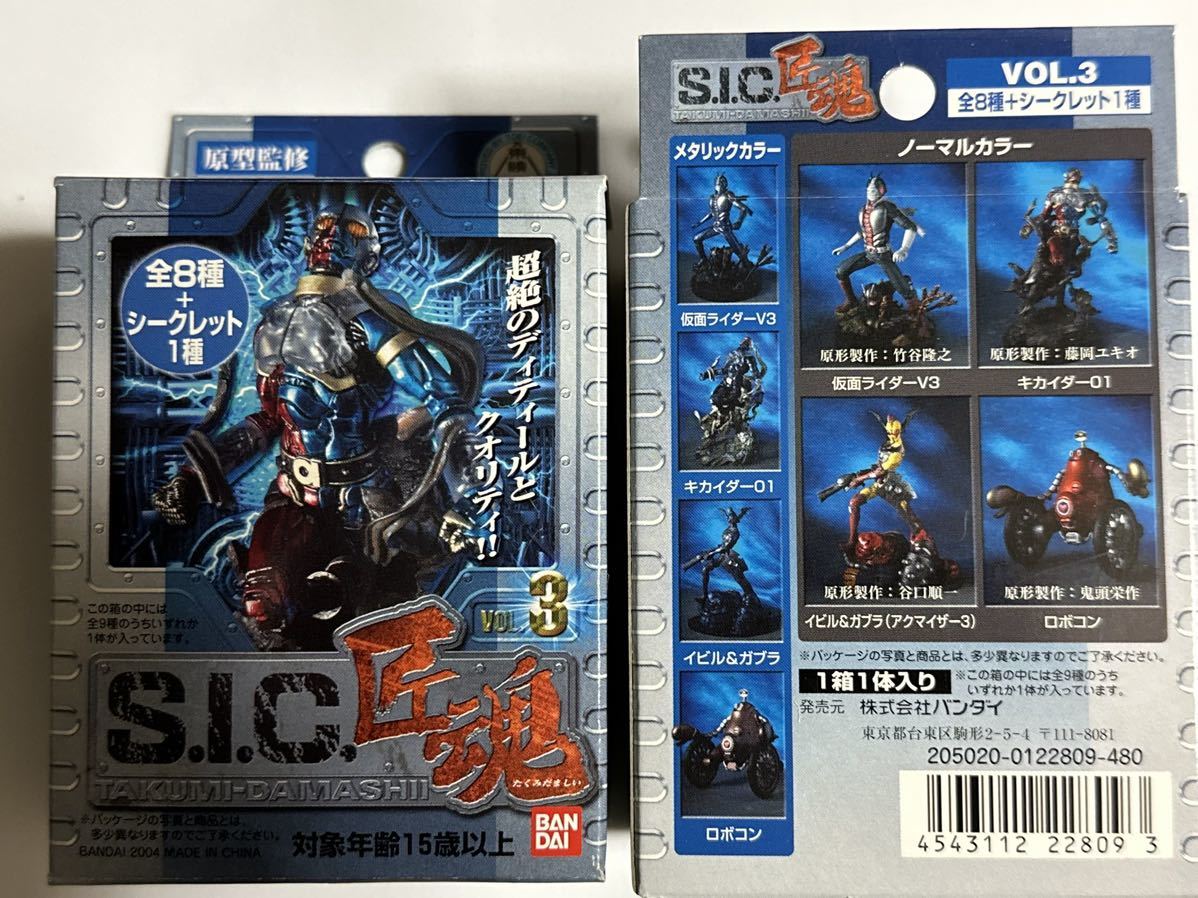 原型監修
全8種
+
シークレット
1種
超絶のディティールと
クオリティ!!
この箱の中には
全9種のうちいずれか
1体が入っています。
VOL.3
S.I.C.匠魂
TAKUMI-DAMASHII
たくみだましい
※パッケージの写真と商品とは、
多少異なりますのでご了承ください。
BANDAI 2004 MADE IN CHINA
対象年齢15歳以上
BAN
DAI
S.I.C.匠魂
TAKUMI-DAMASHII
VOL.3
全8種+シークレット1種
メタリックカラー
仮面ライダーV3
キカイダー01
イビル&ガブラ
ロボコン
ノーマルカラー
原形製作:竹谷隆之
仮面ライダーV3
原形製作:藤岡ユキオ
キカイダー01
原形製作:谷口順一
イビル&ガブラ(アクマイザー3)
原形製作:鬼頭栄作
ロボコン
※パッケージの写真と商品とは、多少異なりますのでご了承ください。
1箱1体入り
※この箱の中には全9種のうち
いずれか1体が入っています。
発売元 株式会社バンダイ
東京都台東区駒形2-5-4 〒111-8081
205020-0122809-480
4543112 22809 3